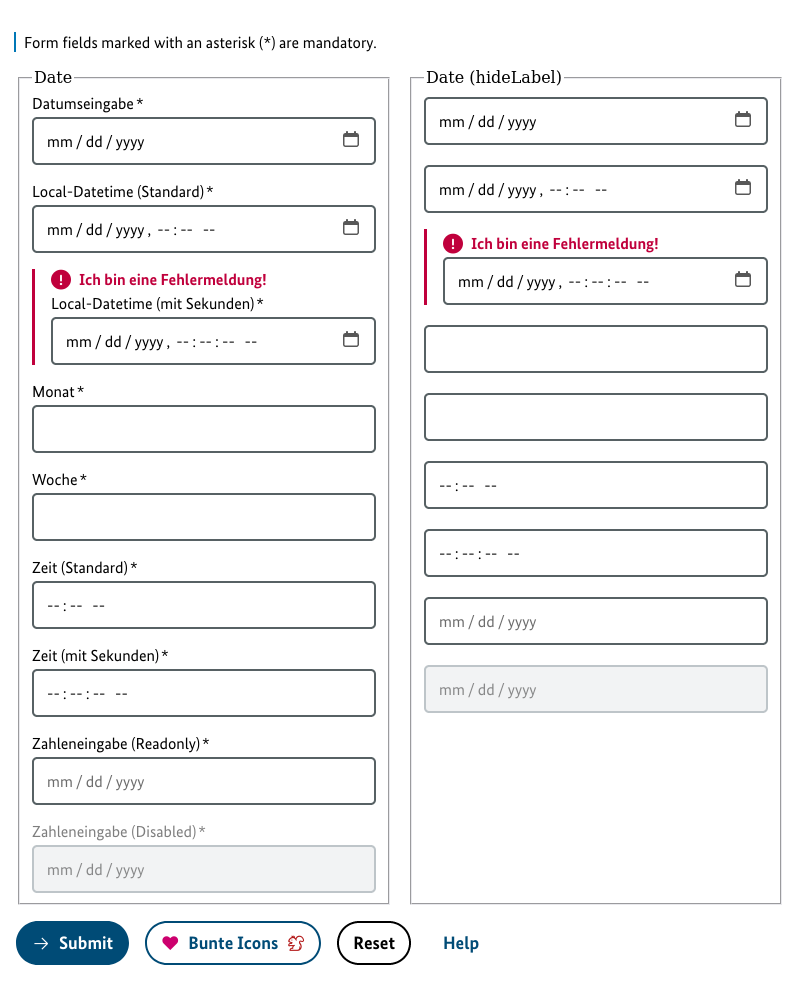 Form fields marked with an asterisk (*) are mandatory.
Date
Datumseingabe *
mm / dd / yyyy
Local-Datetime (Standard) *
mm / dd / yyyy , -- : -- --
Ich bin eine Fehlermeldung!
Local-Datetime (mit Sekunden) *
mm / dd / yyyy , -- : -- : -- --
Monat *
Woche *
Zeit (Standard) *
-- : -- --
Zeit (mit Sekunden) *
-- : -- : -- --
Zahleneingabe (Readonly) *
mm / dd / yyyy
Zahleneingabe (Disabled) *
mm / dd / yyyy
Date (hideLabel)
mm / dd / yyyy
mm / dd / yyyy , -- : -- --
Ich bin eine Fehlermeldung!
mm / dd / yyyy , -- : -- : -- --
-- : -- --
-- : -- : -- --
mm / dd / yyyy
mm / dd / yyyy
Submit
Bunte Icons
Reset
Help